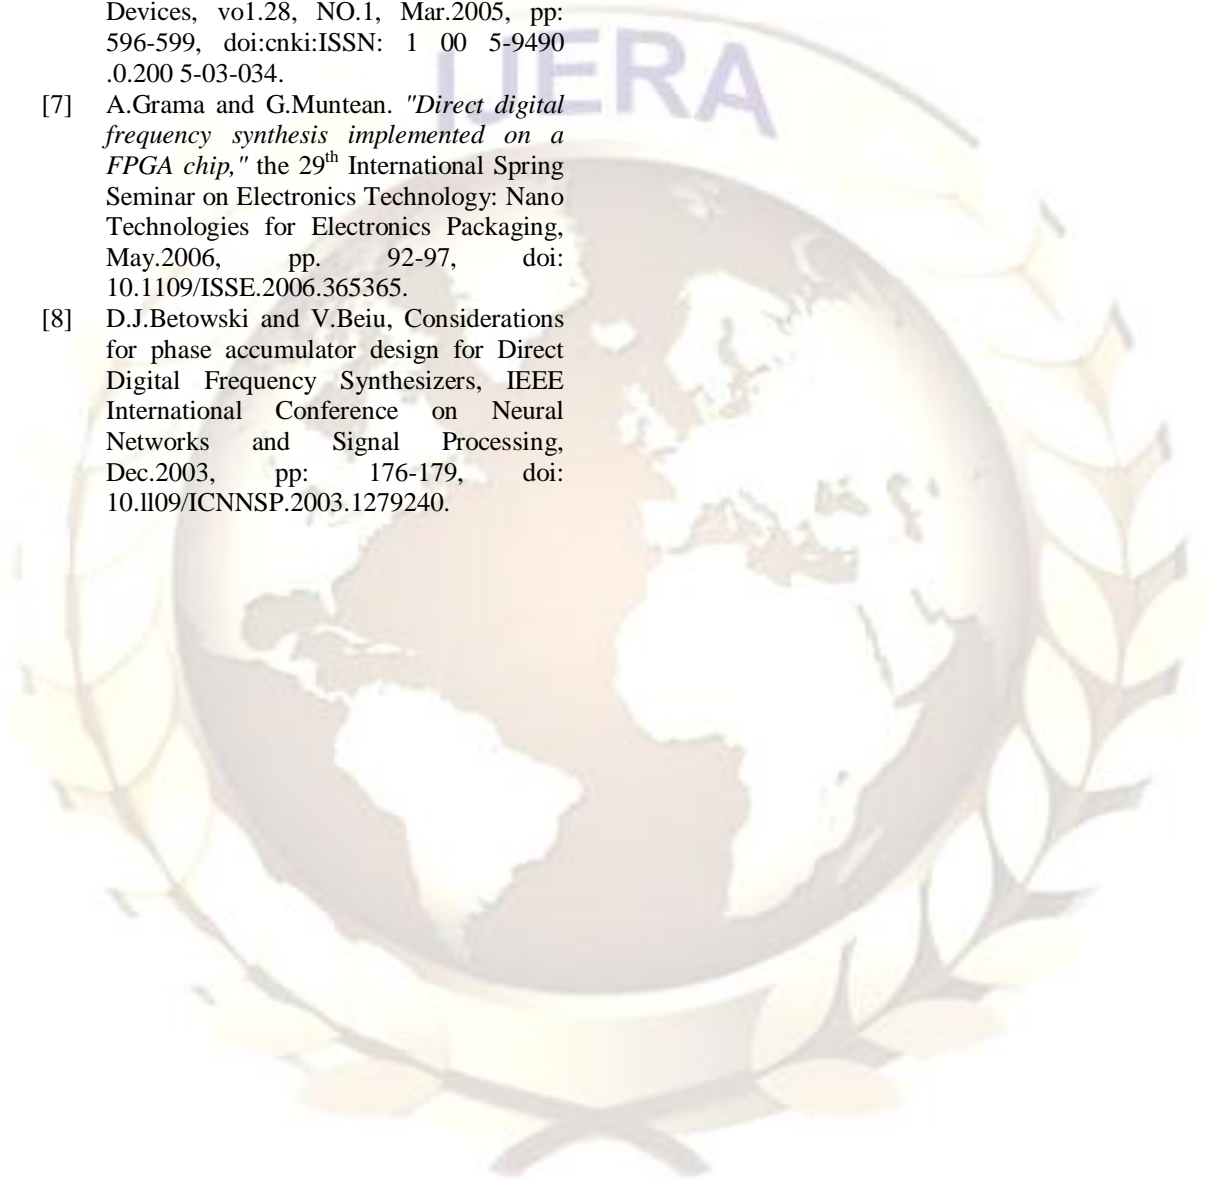 Devices, vo1.28, NO.1, Mar.2005, pp:
596-599, doi:cnki:ISSN: 1 00 5-9490
.0.200 5-03-034.
[7] A.Grama and G.Muntean. "Direct digital
frequency synthesis implemented on a
FPGA chip," the 29th International Spring
Seminar on Electronics Technology: Nano
Technologies for Electronics Packaging,
May.2006, pp. 92-97, doi:
10.1109/ISSE.2006.365365.
[8] D.J.Betowski and V.Beiu, Considerations
for phase accumulator design for Direct
Digital Frequency Synthesizers, IEEE
International Conference on Neural
Networks and Signal Processing,
Dec.2003, pp: 176-179, doi:
10.ll09/ICNNSP.2003.1279240.
IJERA